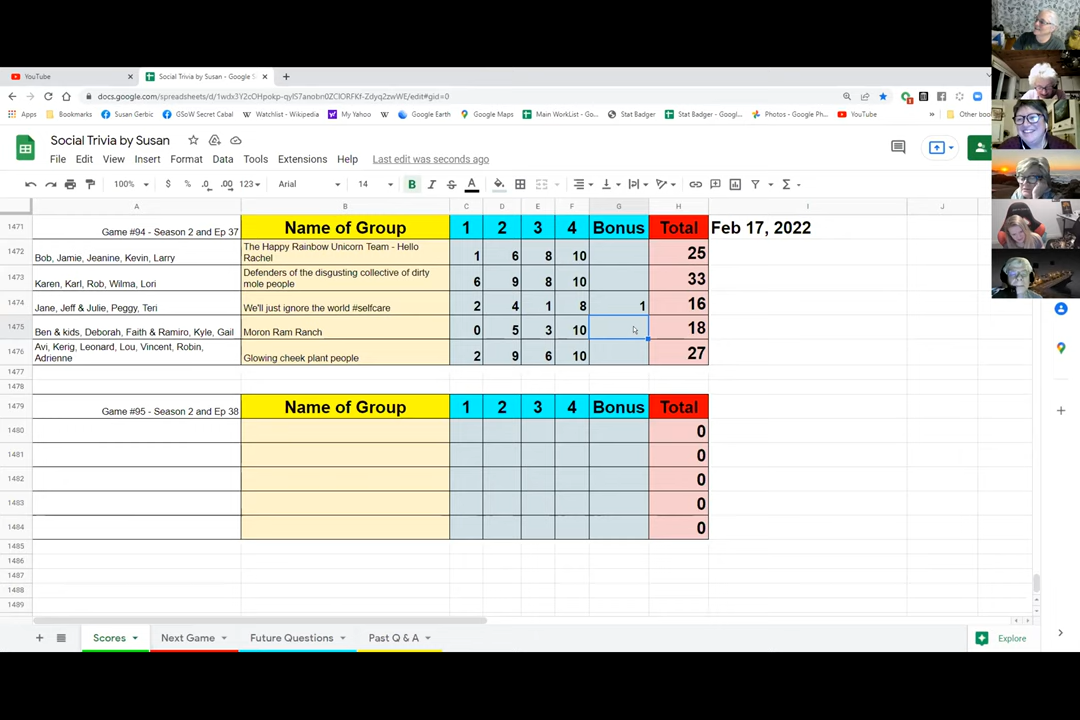 YouTube
Social Trivia by Susan - Google S
docs.google.com/spreadsheets/d/1wdx3Y2cOHpokp-qyIS7anobn0ZClORFKf-Zdyq2zwWE/edit#gid=0
Apps Bookmarks Susan Gerbic GSoW Secret Cabal Watchlist - Wikipedia My Yahoo Google Earth Google Maps Main WorkList - Go... Stat Badger Stat Badger - Googl... Photos - Google Ph... YouTube » Other boo
Social Trivia by Susan
File Edit View Insert Format Data Tools Extensions Help Last edit was seconds ago
100% $ % .0 .00 123 Arial 14 B I S A
A B C D E F G H I J
1471 Game #94 - Season 2 and Ep 37 Name of Group 1 2 3 4 Bonus Total Feb 17, 2022
1472 Bob, Jamie, Jeanine, Kevin, Larry The Happy Rainbow Unicorn Team - Hello Rachel 1 6 8 10 25
1473 Karen, Karl, Rob, Wilma, Lori Defenders of the disgusting collective of dirty mole people 6 9 8 10 33
1474 Jane, Jeff & Julie, Peggy, Teri We'll just ignore the world #selfcare 2 4 1 8 1 16
1475 Ben & kids, Deborah, Faith & Ramiro, Kyle, Gail Moron Ram Ranch 0 5 3 10 18
1476 Avi, Kerig, Leonard, Lou, Vincent, Robin, Adrienne Glowing cheek plant people 2 9 6 10 27
1477
1478
1479 Game #95 - Season 2 and Ep 38 Name of Group 1 2 3 4 Bonus Total
1480 0
1481 0
1482 0
1483 0
1484 0
1485
1486
1487
1488
1489
Scores Next Game Future Questions Past Q & A Explore